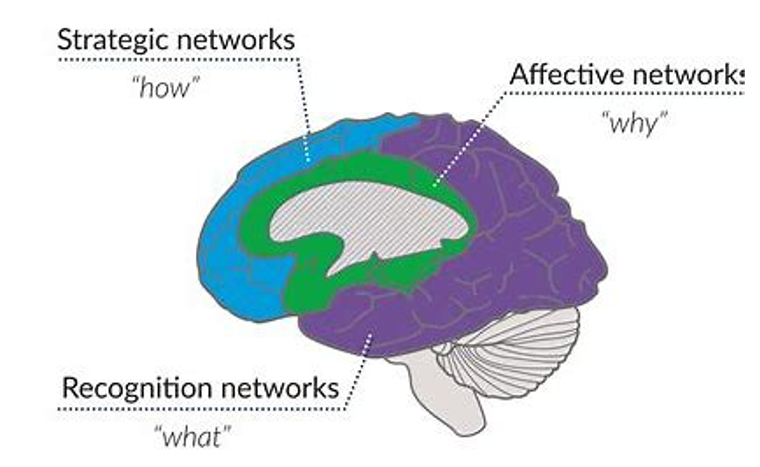 Strategic networks
“how”
Affective networks
“why”
Recognition networks
“what”